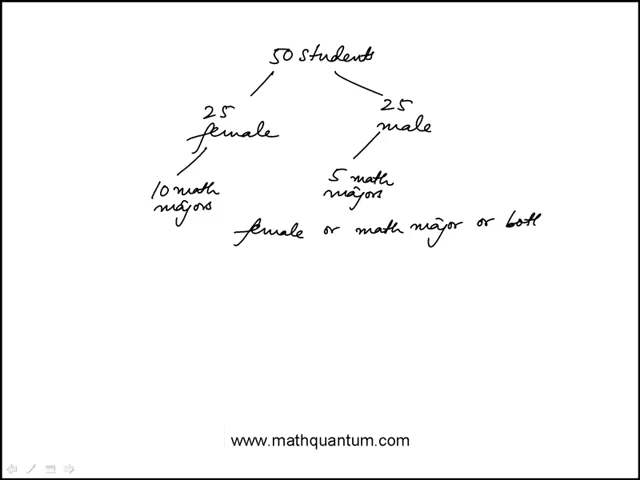 50 students
25 25
female male
10 math 5 math
majors majors
female or math major or both
www.mathquantum.com